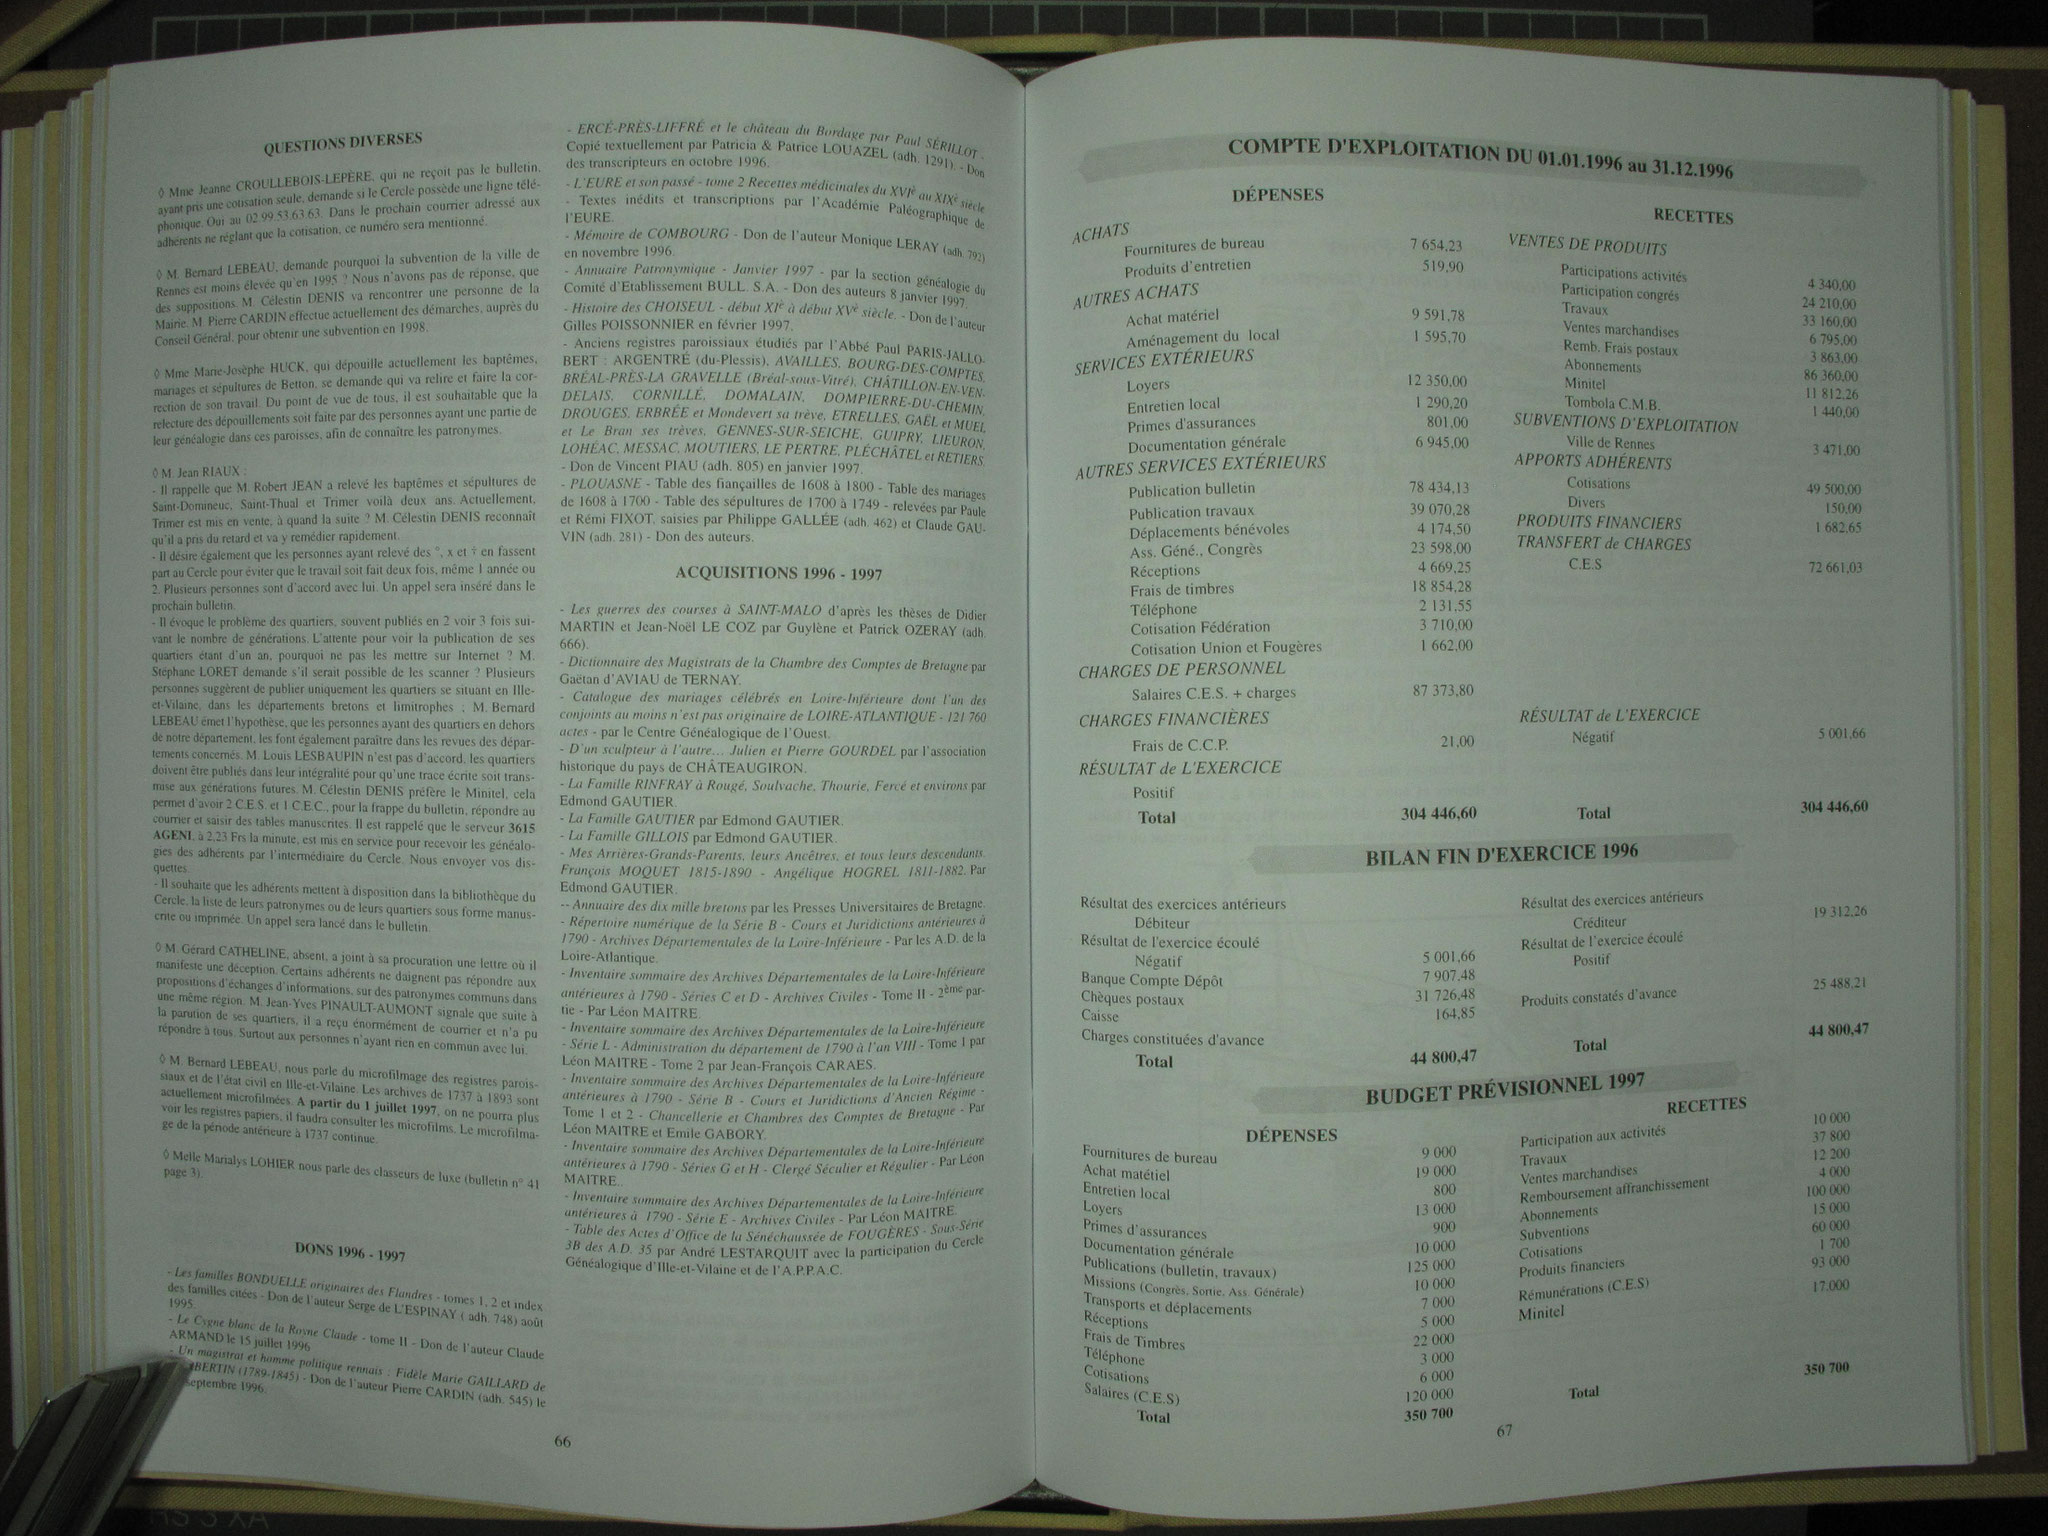 QUESTIONS DIVERSES
◊ Mme Jeanne CROULLEBOIS-LEPÈRE, qui ne reçoit pas le bulletin,
ayant pris une cotisation seule, demande si le Cercle possède une ligne télé-
phonique. Oui au 02.99.53.63.63. Dans le prochain courrier adressé aux
adhérents ne réglant que la cotisation, ce numéro sera mentionné.
◊ M. Bernard LEBEAU, demande pourquoi la subvention de la ville de
Rennes est moins élevée qu'en 1995 ? Nous n'avons pas de réponse, que
des suppositions. M. Célestin DENIS va rencontrer une personne de la
Mairie. M. Pierre CARDIN effectue actuellement des démarches, auprès du
Conseil Général, pour obtenir une subvention en 1998.
◊ Mme Marie-Josèphe HUCK, qui dépouille actuellement les baptêmes,
mariages et sépultures de Betton, se demande qui va relire et faire la cor-
rection de son travail. Du point de vue de tous, il est souhaitable que la
relecture des dépouillements soit faite par des personnes ayant une partie de
leur généalogie dans ces paroisses, afin de connaître les patronymes.
◊ M. Jean RIAUX :
- Il rappelle que M. Robert JEAN a relevé les baptêmes et sépultures de
Saint-Domineuc, Saint-Thual et Trimer voilà deux ans. Actuellement,
Trimer est mis en vente, à quand la suite ? M. Célestin DENIS reconnaît
qu'il a pris du retard et va y remédier rapidement.
- Il désire également que les personnes ayant relevé des °, x et † en fassent
part au Cercle pour éviter que le travail soit fait deux fois, même 1 année ou
2. Plusieurs personnes sont d'accord avec lui. Un appel sera inséré dans le
prochain bulletin.
- Il évoque le problème des quartiers, souvent publiés en 2 voir 3 fois sui-
vant le nombre de générations. L'attente pour voir la publication de ses
quartiers étant d'un an, pourquoi ne pas les mettre sur Internet ? M.
Stéphane LORET demande s'il serait possible de les scanner ? Plusieurs
personnes suggèrent de publier uniquement les quartiers se situant en Ille-
et-Vilaine, dans les départements bretons et limitrophes ; M. Bernard
LEBEAU émet l'hypothèse, que les personnes ayant des quartiers en dehors
de notre département, les font également paraître dans les revues des dépar-
tements concernés. M. Louis LESBAUPIN n'est pas d'accord, les quartiers
doivent être publiés dans leur intégralité pour qu'une trace écrite soit trans-
mise aux générations futures. M. Célestin DENIS préfère le Minitel, cela
permet d'avoir 2 C.E.S. et 1 C.E.C., pour la frappe du bulletin, répondre au
courrier et saisir des tables manuscrites. Il est rappelé que le serveur 3615
AGENI, à 2,23 Frs la minute, est mis en service pour recevoir les généalo-
gies des adhérents par l'intermédiaire du Cercle. Nous envoyer vos dis-
quettes.
- Il souhaite que les adhérents mettent à disposition dans la bibliothèque du
Cercle, la liste de leurs patronymes ou de leurs quartiers sous forme manus-
crite ou imprimée. Un appel sera lancé dans le bulletin.
◊ M. Gérard CATHELINE, absent, a joint à sa procuration une lettre où il
manifeste une déception. Certains adhérents ne daignent pas répondre aux
propositions d'échanges d'informations, sur des patronymes communs dans
une même région. M. Jean-Yves PINAULT-AUMONT signale que suite à
la parution de ses quartiers, il a reçu énormément de courrier et n'a pu
répondre à tous. Surtout aux personnes n'ayant rien en commun avec lui.
◊ M. Bernard LEBEAU, nous parle du microfilmage des registres parois-
siaux et de l'état civil en Ille-et-Vilaine. Les archives de 1737 à 1893 sont
actuellement microfilmées. A partir du 1 juillet 1997, on ne pourra plus
voir les registres papiers, il faudra consulter les microfilms. Le microfilma-
ge de la période antérieure à 1737 continue.
◊ Melle Marialys LOHIER nous parle des classeurs de luxe (bulletin n° 41
page 3).
DONS 1996 - 1997
- Les familles BONDUELLE originaires des Flandres - tomes 1, 2 et index
des familles citées - Don de l'auteur Serge de L'ESPINAY ( adh. 748) août
1995.
- Le Cygne blanc de la Royne Claude - tome II - Don de l'auteur Claude
ARMAND le 15 juillet 1996
- Un magistrat et homme politique rennais : Fidèle Marie GAILLARD de
BERTIN (1789-1845) - Don de l'auteur Pierre CARDIN (adh. 545) le
septembre 1996.
- ERCÉ-PRÈS-LIFFRÉ et le château du Bordage par Paul SÉRILLOT -
Copié textuellement par Patricia & Patrice LOUAZEL (adh. 1291). - Don
des transcripteurs en octobre 1996.
- L'EURE et son passé - tome 2 Recettes médicinales du XVIè au XIXè siècle
- Textes inédits et transcriptions par l'Académie Paléographique de
l'EURE.
- Mémoire de COMBOURG - Don de l'auteur Monique LERAY (adh. 792)
en novembre 1996.
- Annuaire Patronymique - Janvier 1997 - par la section généalogie du
Comité d'Etablissement BULL. S.A. - Don des auteurs 8 janvier 1997.
- Histoire des CHOISEUL - début XIè à début XVè siècle. - Don de l'auteur
Gilles POISSONNIER en février 1997.
- Anciens registres paroissiaux étudiés par l'Abbé Paul PARIS-JALLO-
BERT : ARGENTRÉ (du-Plessis), AVAILLES, BOURG-DES-COMPTES,
BRÉAL-PRÈS-LA GRAVELLE (Bréal-sous-Vitré), CHÂTILLON-EN-VEN-
DELAIS, CORNILLÉ, DOMALAIN, DOMPIERRE-DU-CHEMIN,
DROUGES, ERBRÉE et Mondevert sa trève, ETRELLES, GAËL et MUEL
et Le Bran ses trèves, GENNES-SUR-SEICHE, GUIPRY, LIEURON,
LOHÉAC, MESSAC, MOUTIERS, LE PERTRE, PLÉCHÂTEL et RETIERS.
- Don de Vincent PIAU (adh. 805) en janvier 1997.
- PLOUASNE - Table des fiançailles de 1608 à 1800 - Table des mariages
de 1608 à 1700 - Table des sépultures de 1700 à 1749 - relevées par Paule
et Rémi FIXOT, saisies par Philippe GALLÉE (adh. 462) et Claude GAU-
VIN (adh. 281) - Don des auteurs.
ACQUISITIONS 1996 - 1997
- Les guerres des courses à SAINT-MALO d'après les thèses de Didier
MARTIN et Jean-Noël LE COZ par Guylène et Patrick OZERAY (adh.
666).
- Dictionnaire des Magistrats de la Chambre des Comptes de Bretagne par
Gaëtan d'AVIAU de TERNAY.
- Catalogue des mariages célébrés en Loire-Inférieure dont l'un des
conjoints au moins n'est pas originaire de LOIRE-ATLANTIQUE - 121 760
actes - par le Centre Généalogique de l'Ouest.
- D'un sculpteur à l'autre... Julien et Pierre GOURDEL par l'association
historique du pays de CHÂTEAUGIRON.
- La Famille RINFRAY à Rougé, Soulvache, Thourie, Fercé et environs par
Edmond GAUTIER.
- La Famille GAUTIER par Edmond GAUTIER.
- La Famille GILLOIS par Edmond GAUTIER.
- Mes Arrières-Grands-Parents, leurs Ancêtres, et tous leurs descendants.
François MOQUET 1815-1890 - Angélique HOGREL 1811-1882. Par
Edmond GAUTIER.
-- Annuaire des dix mille bretons par les Presses Universitaires de Bretagne.
- Répertoire numérique de la Série B - Cours et Juridictions antérieures à
1790 - Archives Départementales de la Loire-Inférieure - Par les A.D. de la
Loire-Atlantique.
- Inventaire sommaire des Archives Départementales de la Loire-Inférieure
antérieures à 1790 - Séries C et D - Archives Civiles - Tome II - 2ème par-
tie - Par Léon MAITRE.
- Inventaire sommaire des Archives Départementales de la Loire-Inférieure
- Série L - Administration du département de 1790 à l'an VIII - Tome 1 par
Léon MAITRE - Tome 2 par Jean-François CARAES.
- Inventaire sommaire des Archives Départementales de la Loire-Inférieure
antérieures à 1790 - Série B - Cours et Juridictions d'Ancien Régime -
Tome 1 et 2 - Chancellerie et Chambres des Comptes de Bretagne - Par
Léon MAITRE et Emile GABORY.
- Inventaire sommaire des Archives Départementales de la Loire-Inférieure
antérieures à 1790 - Séries G et H - Clergé Séculier et Régulier - Par Léon
MAITRE..
- Inventaire sommaire des Archives Départementales de la Loire-Inférieure
antérieures à 1790 - Série E - Archives Civiles - Par Léon MAITRE.
- Table des Actes d'Office de la Sénéchaussée de FOUGÈRES - Sous-Série
3B des A.D. 35 par André LESTARQUIT avec la participation du Cercle
Généalogique d'Ille-et-Vilaine et de l'A.P.P.A.C.
66
COMPTE D'EXPLOITATION DU 01.01.1996 au 31.12.1996
DÉPENSES
ACHATS
Fournitures de bureau 7 654,23
Produits d'entretien 519,90
AUTRES ACHATS
Achat matériel 9 591,78
Aménagement du local 1 595,70
SERVICES EXTÉRIEURS
Loyers 12 350,00
Entretien local 1 290,20
Primes d'assurances 801,00
Documentation générale 6 945,00
AUTRES SERVICES EXTÉRIEURS
Publication bulletin 78 434,13
Publication travaux 39 070,28
Déplacements bénévoles 4 174,50
Ass. Géné., Congrès 23 598,00
Réceptions 4 669,25
Frais de timbres 18 854,28
Téléphone 2 131,55
Cotisation Fédération 3 710,00
Cotisation Union et Fougères 1 662,00
CHARGES DE PERSONNEL
Salaires C.E.S. + charges 87 373,80
CHARGES FINANCIÈRES
Frais de C.C.P. 21,00
RÉSULTAT de L'EXERCICE
Positif
Total 304 446,60
RECETTES
VENTES DE PRODUITS
Participations activités 4 340,00
Participation congrés 24 210,00
Travaux 33 160,00
Ventes marchandises 6 795,00
Remb. Frais postaux 3 863,00
Abonnements 86 360,00
Minitel 11 812,26
Tombola C.M.B. 1 440,00
SUBVENTIONS D'EXPLOITATION
Ville de Rennes 3 471,00
APPORTS ADHÉRENTS
Cotisations 49 500,00
Divers 150,00
PRODUITS FINANCIERS 1 682,65
TRANSFERT de CHARGES
C.E.S 72 661,03
RÉSULTAT de L'EXERCICE
Négatif 5 001,66
Total 304 446,60
BILAN FIN D'EXERCICE 1996
Résultat des exercices antérieurs
Débiteur
Résultat de l'exercice écoulé
Négatif 5 001,66
Banque Compte Dépôt 7 907,48
Chèques postaux 31 726,48
Caisse 164,85
Charges constituées d'avance
Total 44 800,47
Résultat des exercices antérieurs
Créditeur 19 312,26
Résultat de l'exercice écoulé
Positif
Produits constatés d'avance 25 488,21
Total 44 800,47
BUDGET PRÉVISIONNEL 1997
DÉPENSES
Fournitures de bureau 9 000
Achat matétiel 19 000
Entretien local 800
Loyers 13 000
Primes d'assurances 900
Documentation générale 10 000
Publications (bulletin, travaux) 125 000
Missions (Congrès, Sortie, Ass. Générale) 10 000
Transports et déplacements 7 000
Réceptions 5 000
Frais de Timbres 22 000
Téléphone 3 000
Cotisations 6 000
Salaires (C.E.S) 120 000
Total 350 700
RECETTES
Participation aux activités 10 000
Travaux 37 800
Ventes marchandises 12 200
Remboursement affranchissement 4 000
Abonnements 100 000
Subventions 15 000
Cotisations 60 000
Produits financiers 1 700
Rémunérations (C.E.S) 93 000
Minitel 17.000
Total 350 700
67